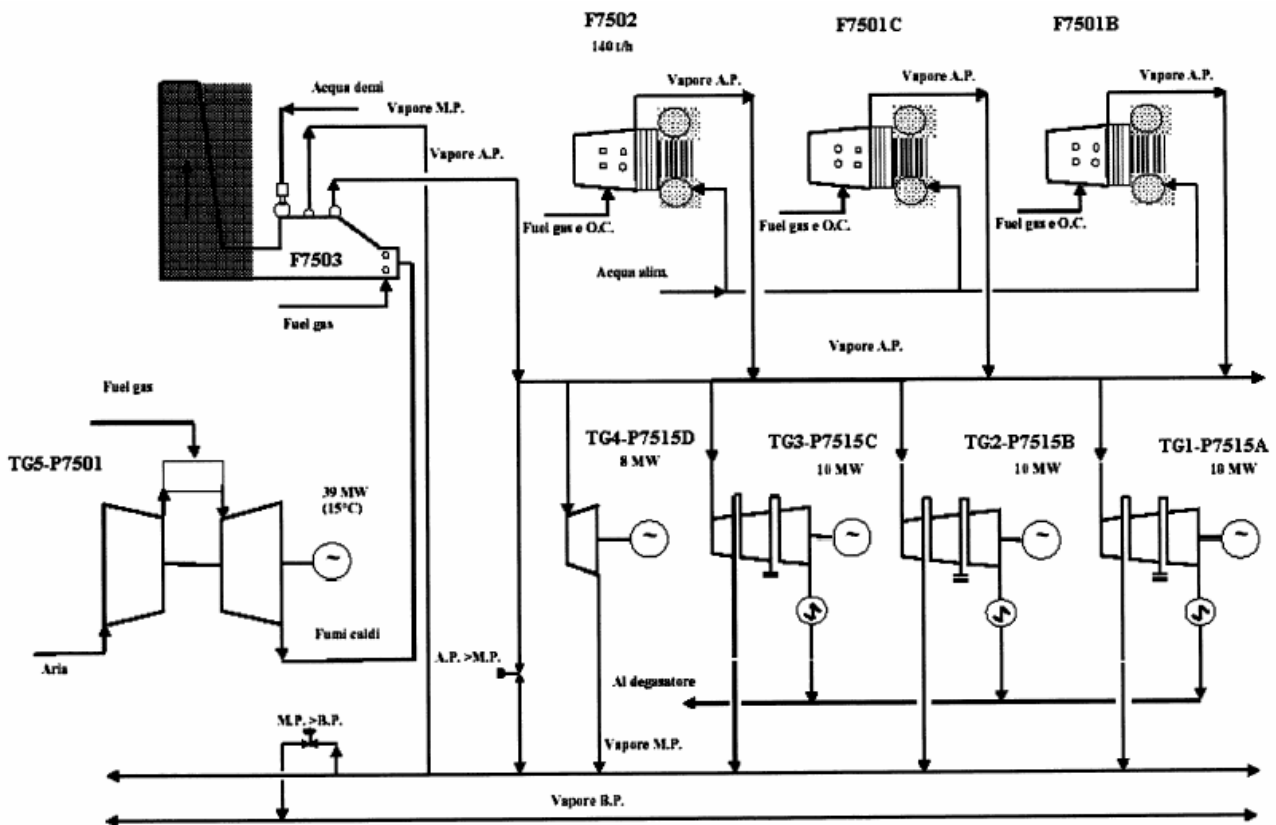 F7502
140 t/h
F7501C
F7501B
Vapore A.P.
Vapore A.P.
Vapore A.P.
Acqua demi
Vapore M.P.
Vapore A.P.
F7503
Fuel gas
Fuel gas e O.C.
Fuel gas e O.C.
Fuel gas e O.C.
Acqua alim.
Vapore A.P.
Fuel gas
TG5-P7501
39 MW
(15°C)
TG4-P7515D
8 MW
TG3-P7515C
10 MW
TG2-P7515B
10 MW
TG1-P7515A
10 MW
~
~
~
~
~
Fumi caldi
Aria
A.P. >M.P.
Al degasatore
M.P. >B.P.
Vapore M.P.
Vapore B.P.